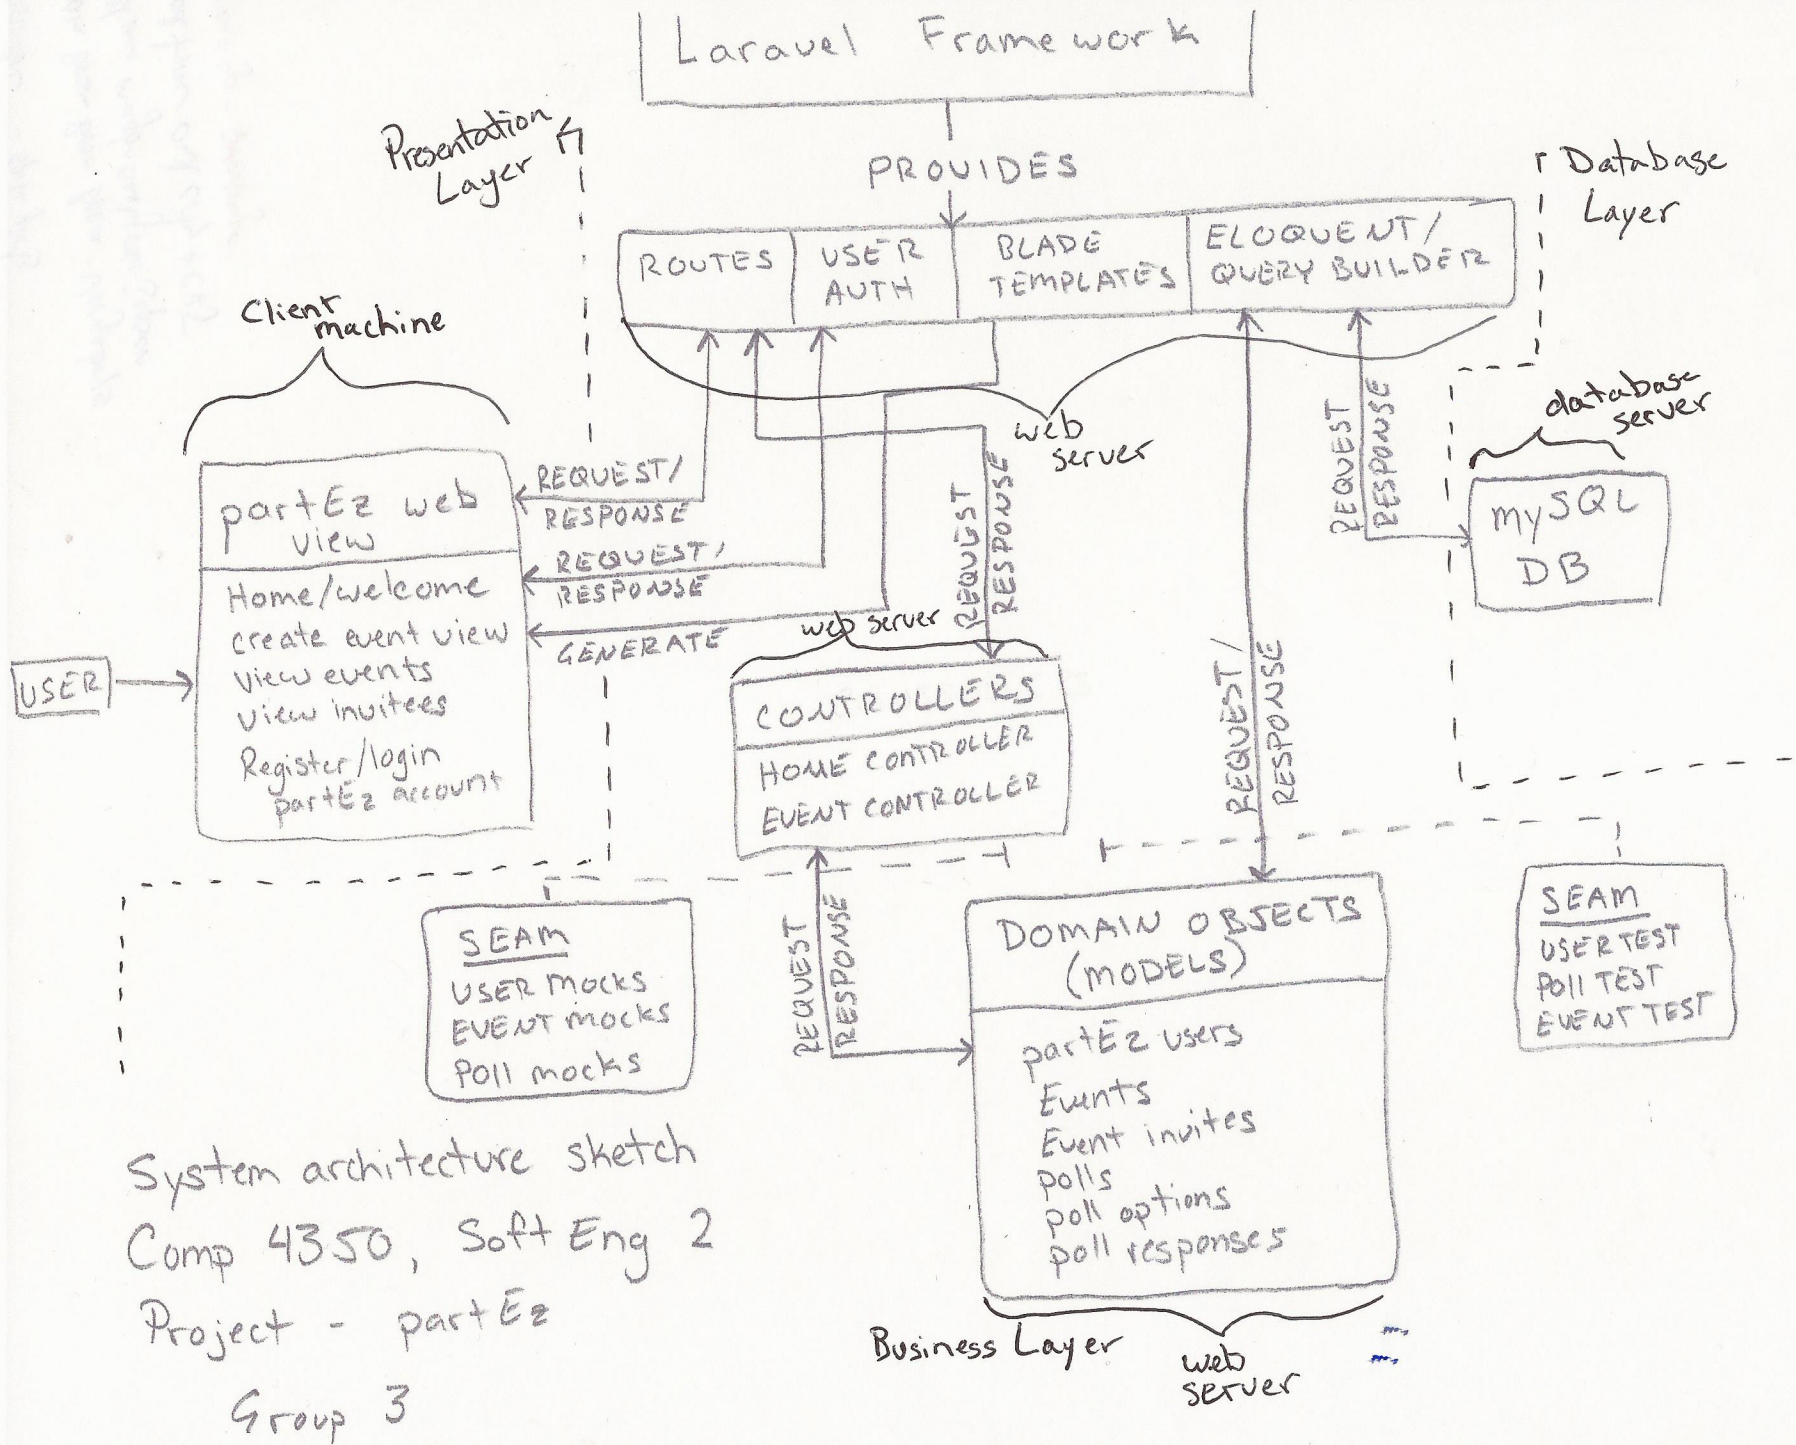 Laravel Framework
PROVIDES
Presentation
Layer
Database
Layer
ROUTES
USER
AUTH
BLADE
TEMPLATES
ELOQUENT/
QUERY BUILDER
Client
machine
web
server
database
server
REQUEST
RESPONSE
mySQL
DB
partEz web
view
Home/welcome
create event view
view events
view invitees
Register/login
partEz account
USER
REQUEST/
RESPONSE
REQUEST/
RESPONSE
GENERATE
REQUEST
RESPONSE
web server
CONTROLLERS
HOME CONTROLLER
EVENT CONTROLLER
REQUEST/
RESPONSE
SEAM
USER MOCKS
EVENT MOCKS
Poll mocks
REQUEST
RESPONSE
DOMAIN OBJECTS
(MODELS)
partEz users
Events
Event invites
polls
poll options
poll responses
SEAM
USER TEST
Poll TEST
EVENT TEST
Business Layer
web
server
System architecture sketch
Comp 4350, Soft Eng 2
Project - partEz
Group 3